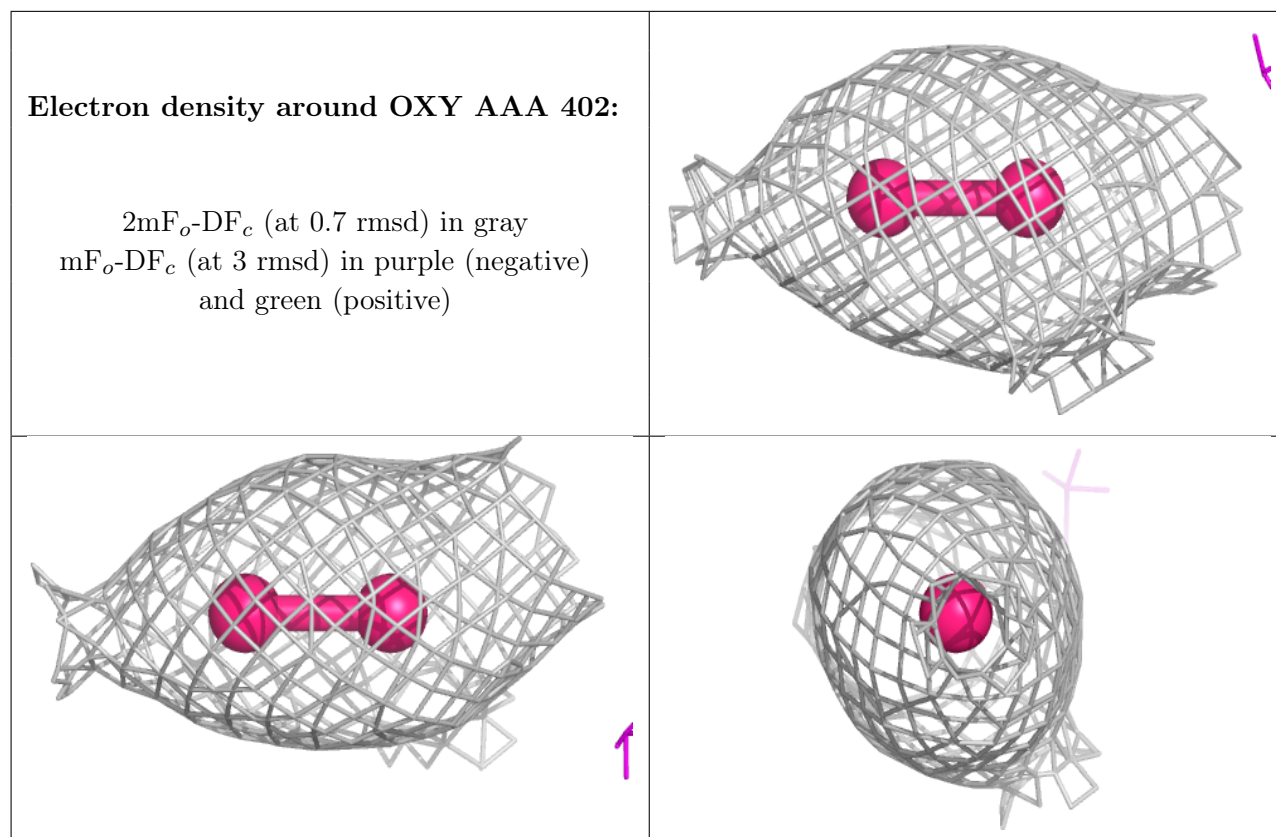 Electron density around OXY AAA 402:
2mFo-DFc (at 0.7 rmsd) in gray
mFo-DFc (at 3 rmsd) in purple (negative)
and green (positive)